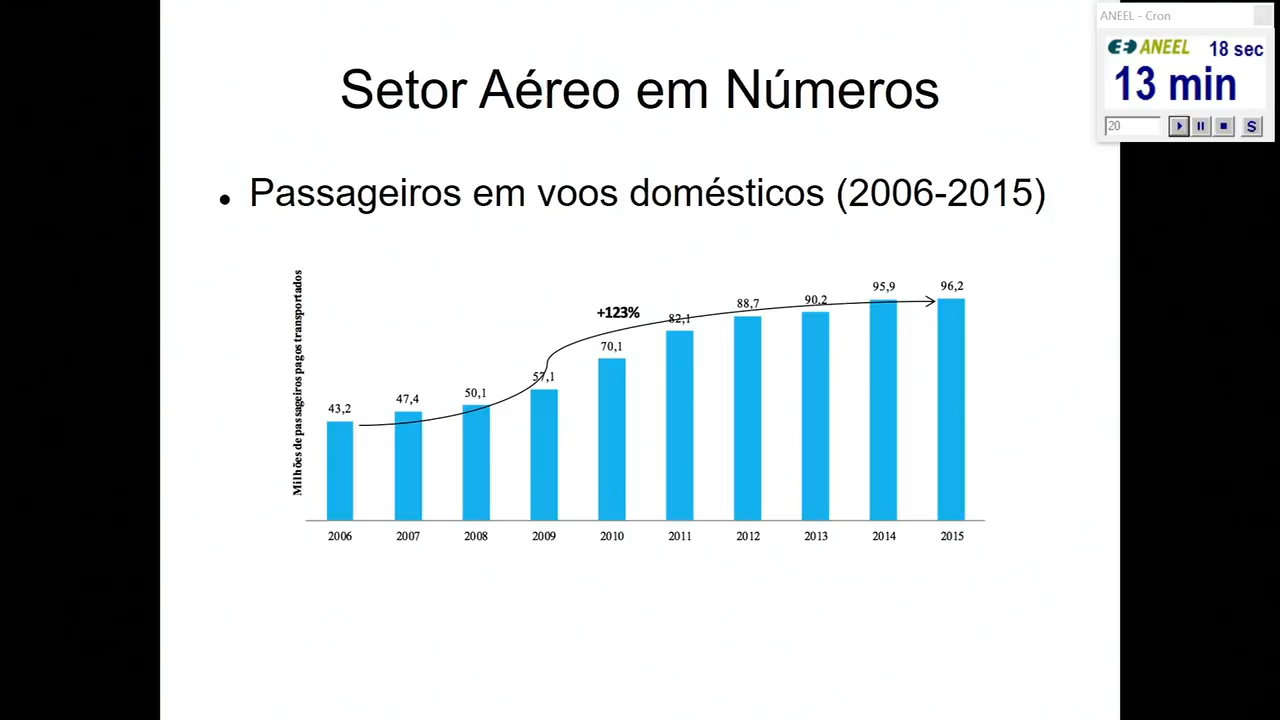 Setor Aéreo em Números
• Passageiros em voos domésticos (2006-2015)
Milhões de passageiros pagos transportados
+123%
43,2
47,4
50,1
57,1
70,1
82,1
88,7
90,2
95,9
96,2
2006 2007 2008 2009 2010 2011 2012 2013 2014 2015
ANEEL - Cron
ANEEL 18 sec
13 min
20
S